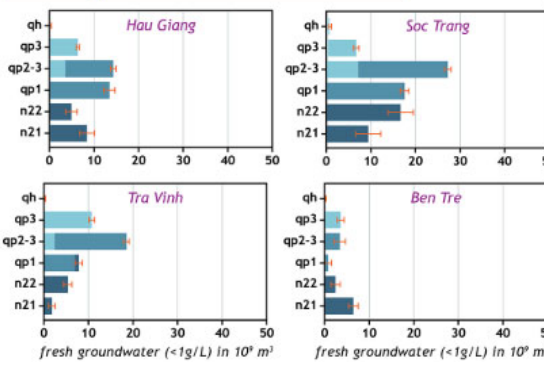 Hau Giang
qh
qp3
qp2-3
qp1
n22
n21
0 10 20 30 40 50
Soc Trang
qh
qp3
qp2-3
qp1
n22
n21
0 10 20 30 40
Tra Vinh
qh
qp3
qp2-3
qp1
n22
n21
0 10 20 30 40 50
fresh groundwater (<1g/L) in 10⁹ m³
Ben Tre
qh
qp3
qp2-3
qp1
n22
n21
0 10 20 30 40
fresh groundwater (<1g/L) in 10⁹ m